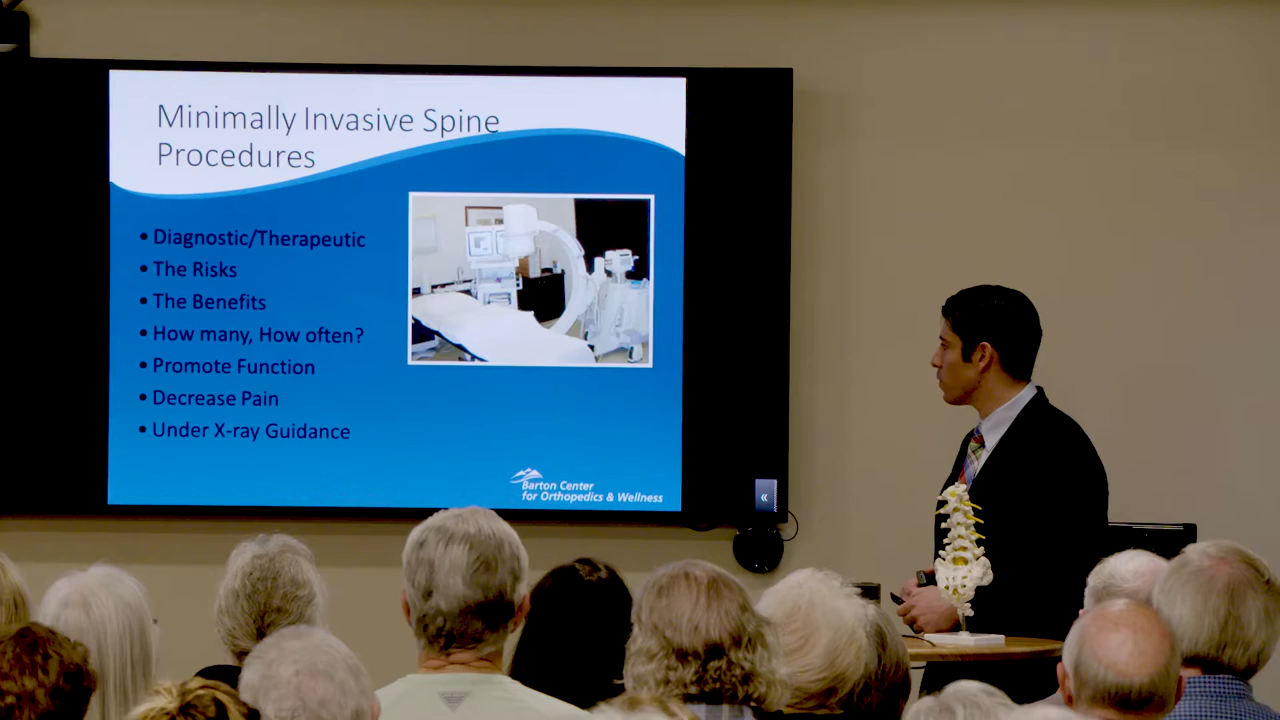 Minimally Invasive Spine
Procedures
• Diagnostic/Therapeutic
• The Risks
• The Benefits
• How many, How often?
• Promote Function
• Decrease Pain
• Under X-ray Guidance
Barton Center
for Orthopedics & Wellness
«